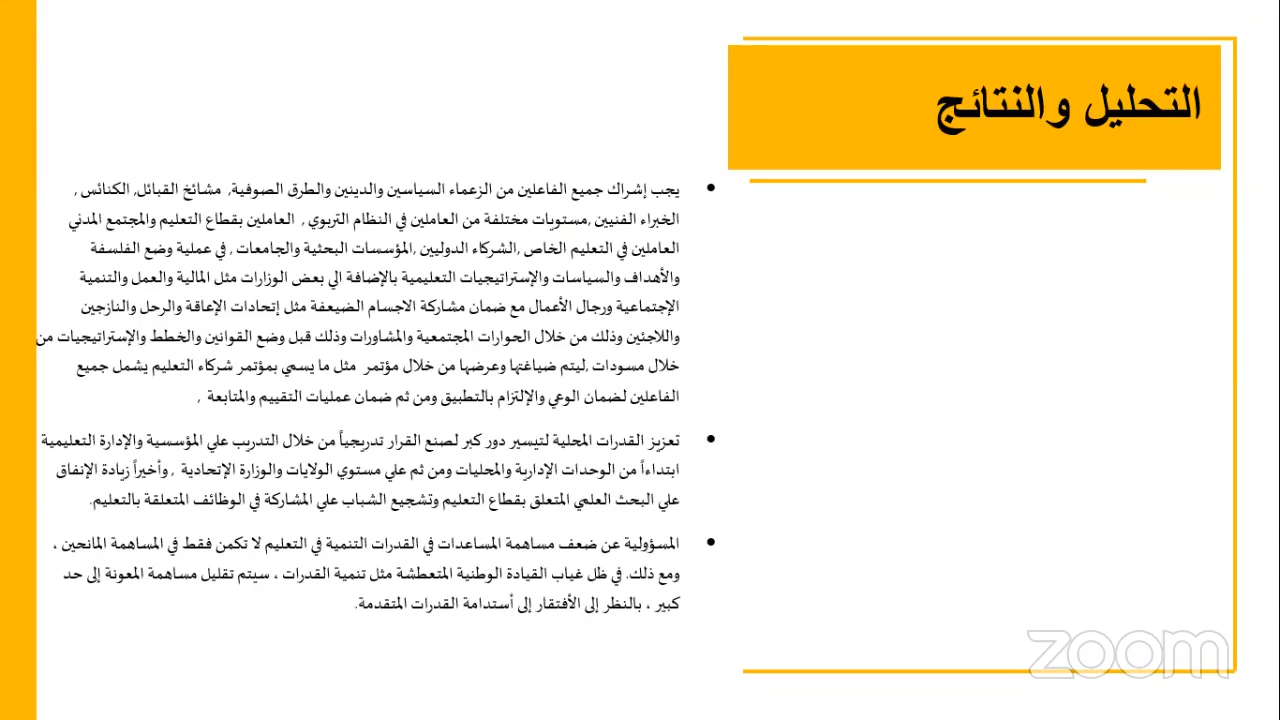 التحليل والنتائج
يجب إشراك جميع الفاعلين من الزعماء السياسين والدينين والطرق الصوفية, مشائخ القبائل, الكنائس ,
الخبراء الفنيين ,مستويات مختلفة من العاملين في النظام التربوي , العاملين بقطاع التعليم والمجتمع المدني
العاملين في التعليم الخاص ,الشركاء الدوليين ,المؤسسات البحثية والجامعات , في عملية وضع الفلسفة
والأهداف والسياسات والإستراتيجيات التعليمية بالإضافة الي بعض الوزارات مثل المالية والعمل والتنمية
الإجتماعية ورجال الأعمال مع ضمان مشاركة الاجسام الضيعفة مثل إتحادات الإعاقة والرحل والنازجين
واللاجئين وذلك من خلال الحوارات المجتمعية والمشاورات وذلك قبل وضع القوانين والخطط والإستراتيجيات من
خلال مسودات ,ليتم ضياغتها وعرضها من خلال مؤتمر مثل ما يسمي بمؤتمر شركاء التعليم يشمل جميع
الفاعلين لضمان الوعي والإلتزام بالتطبيق ومن ثم ضمان عمليات التقييم والمتابعة ,
تعزيز القدرات المحلية لتيسير دور كبر لصنع القرار تدريجياً من خلال التدريب علي المؤسسية والإدارة التعليمية
ابتداءاً من الوحدات الإدارية والمحليات ومن ثم علي مستوي الولايات والوزارة الإتحادية , وأخيراً زيادة الإنفاق
علي البحث العلمي المتعلق بقطاع التعليم وتشجيع الشباب علي المشاركة في الوظائف المتعلقة بالتعليم.
المسؤولية عن ضعف مساهمة المساعدات في القدرات التنمية في التعليم لا تكمن فقط في المساهمة المانحين ،
ومع ذلك. في ظل غياب القيادة الوطنية المتعطشة مثل تنمية القدرات ، سيتم تقليل مساهمة المعونة إلى حد
كبير ، بالنظر إلى الأفتقار إلى أستدامة القدرات المتقدمة.
zoom